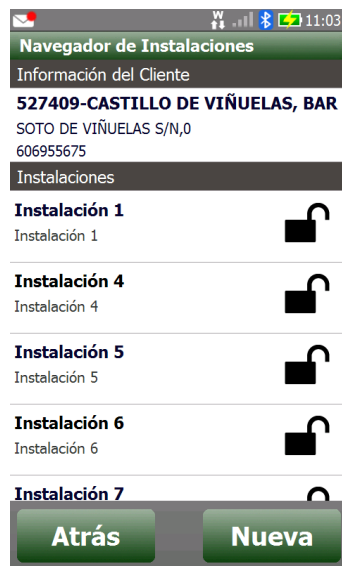 W 11:03
Navegador de Instalaciones
Información del Cliente
527409-CASTILLO DE VIÑUELAS, BAR
SOTO DE VIÑUELAS S/N,0
606955675
Instalaciones
Instalación 1
Instalación 1
Instalación 4
Instalación 4
Instalación 5
Instalación 5
Instalación 6
Instalación 6
Instalación 7
Atrás Nueva